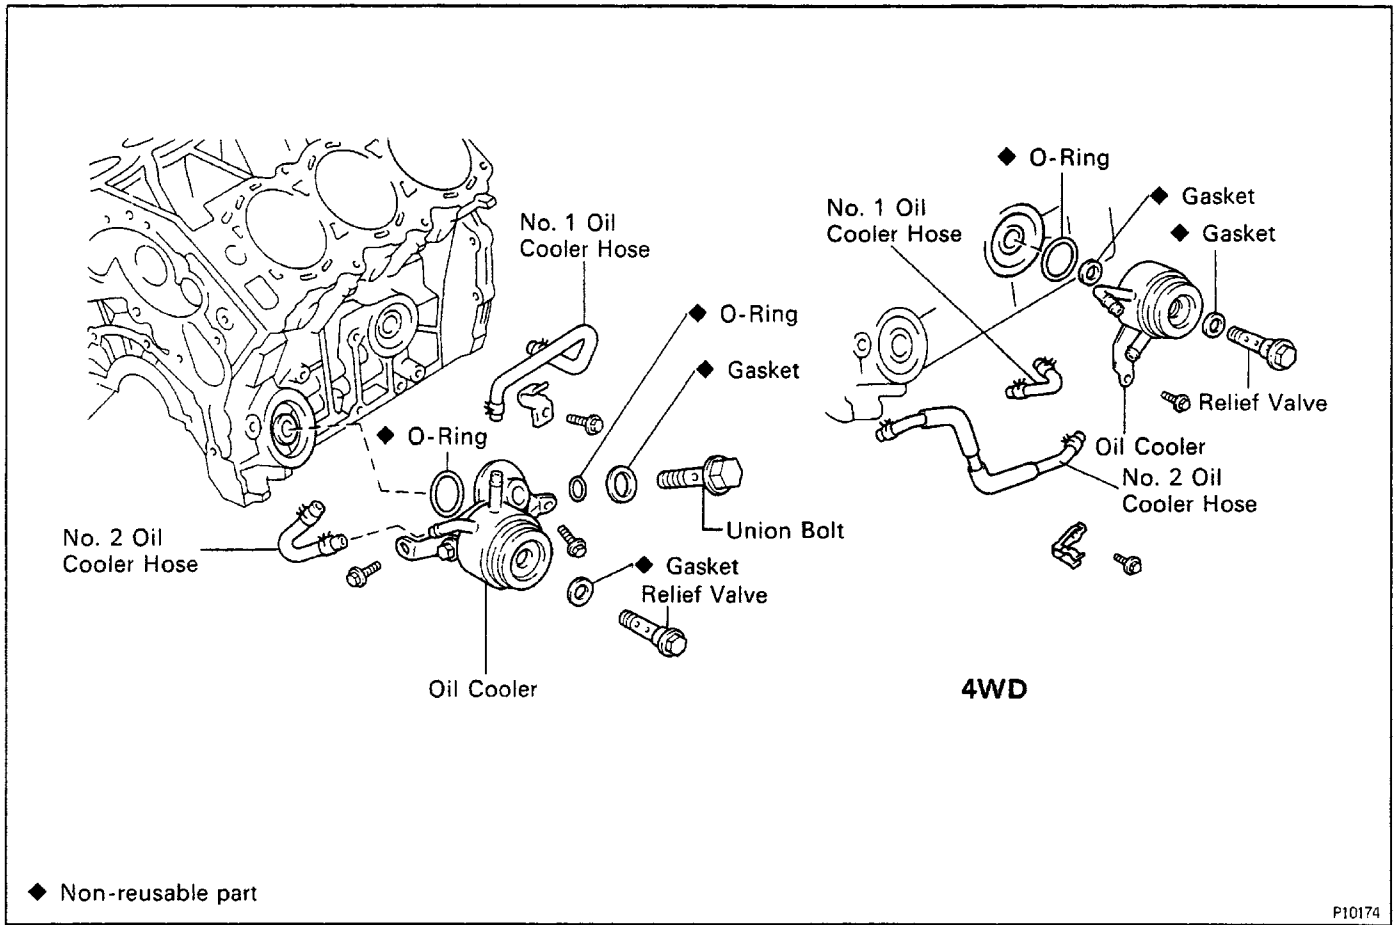 No. 1 Oil
Cooler Hose
◆ O-Ring
◆ Gasket
◆ O-Ring
No. 2 Oil
Cooler Hose
Union Bolt
◆ Gasket
Relief Valve
Oil Cooler
◆ O-Ring
◆ Gasket
◆ Gasket
No. 1 Oil
Cooler Hose
Relief Valve
Oil Cooler
No. 2 Oil
Cooler Hose
4WD
◆ Non-reusable part
P10174